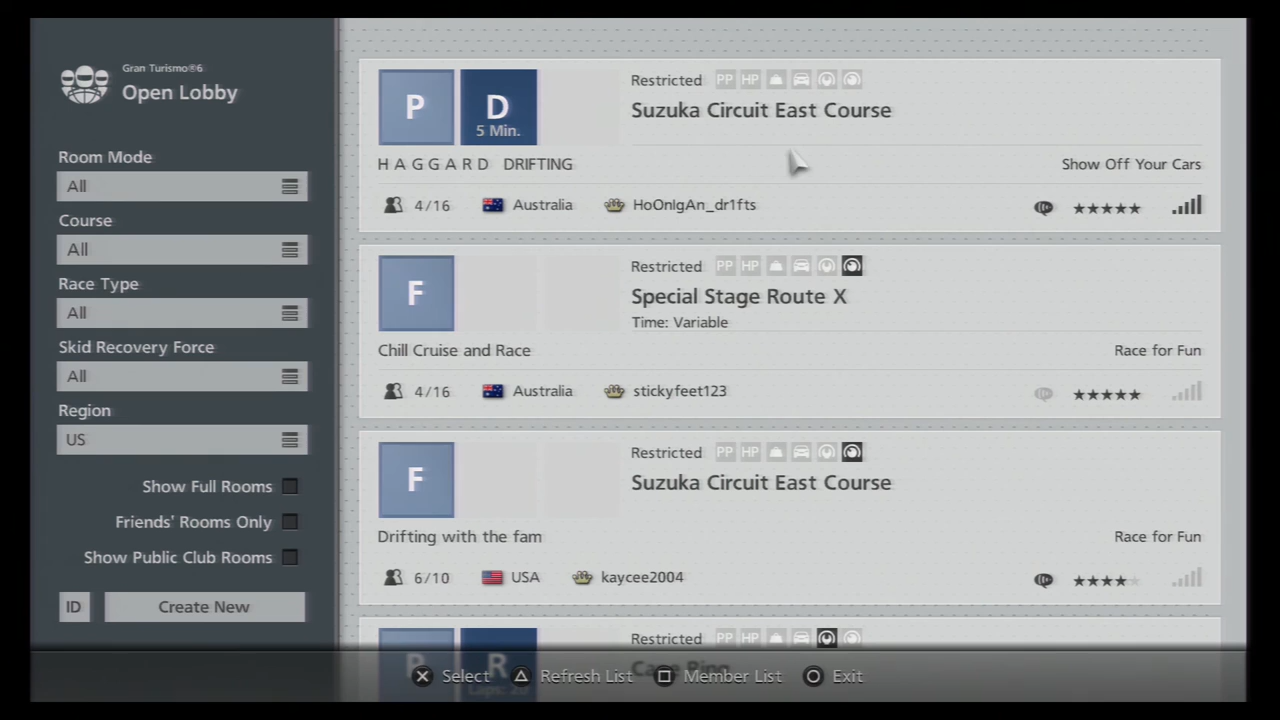 Gran Turismo®6
Open Lobby
Room Mode
All
Course
All
Race Type
All
Skid Recovery Force
All
Region
US
Show Full Rooms
Friends' Rooms Only
Show Public Club Rooms
ID
Create New
P
D
5 Min.
Restricted PP HP
Suzuka Circuit East Course
H A G G A R D DRIFTING
Show Off Your Cars
4/16 Australia HoOnIgAn_dr1fts
F
Restricted PP HP
Special Stage Route X
Time: Variable
Chill Cruise and Race
Race for Fun
4/16 Australia stickyfeet123
F
Restricted PP HP
Suzuka Circuit East Course
Drifting with the fam
Race for Fun
6/10 USA kaycee2004
P
R
Laps: 20
Restricted PP HP
Cape Ring
Select Refresh List Member List Exit